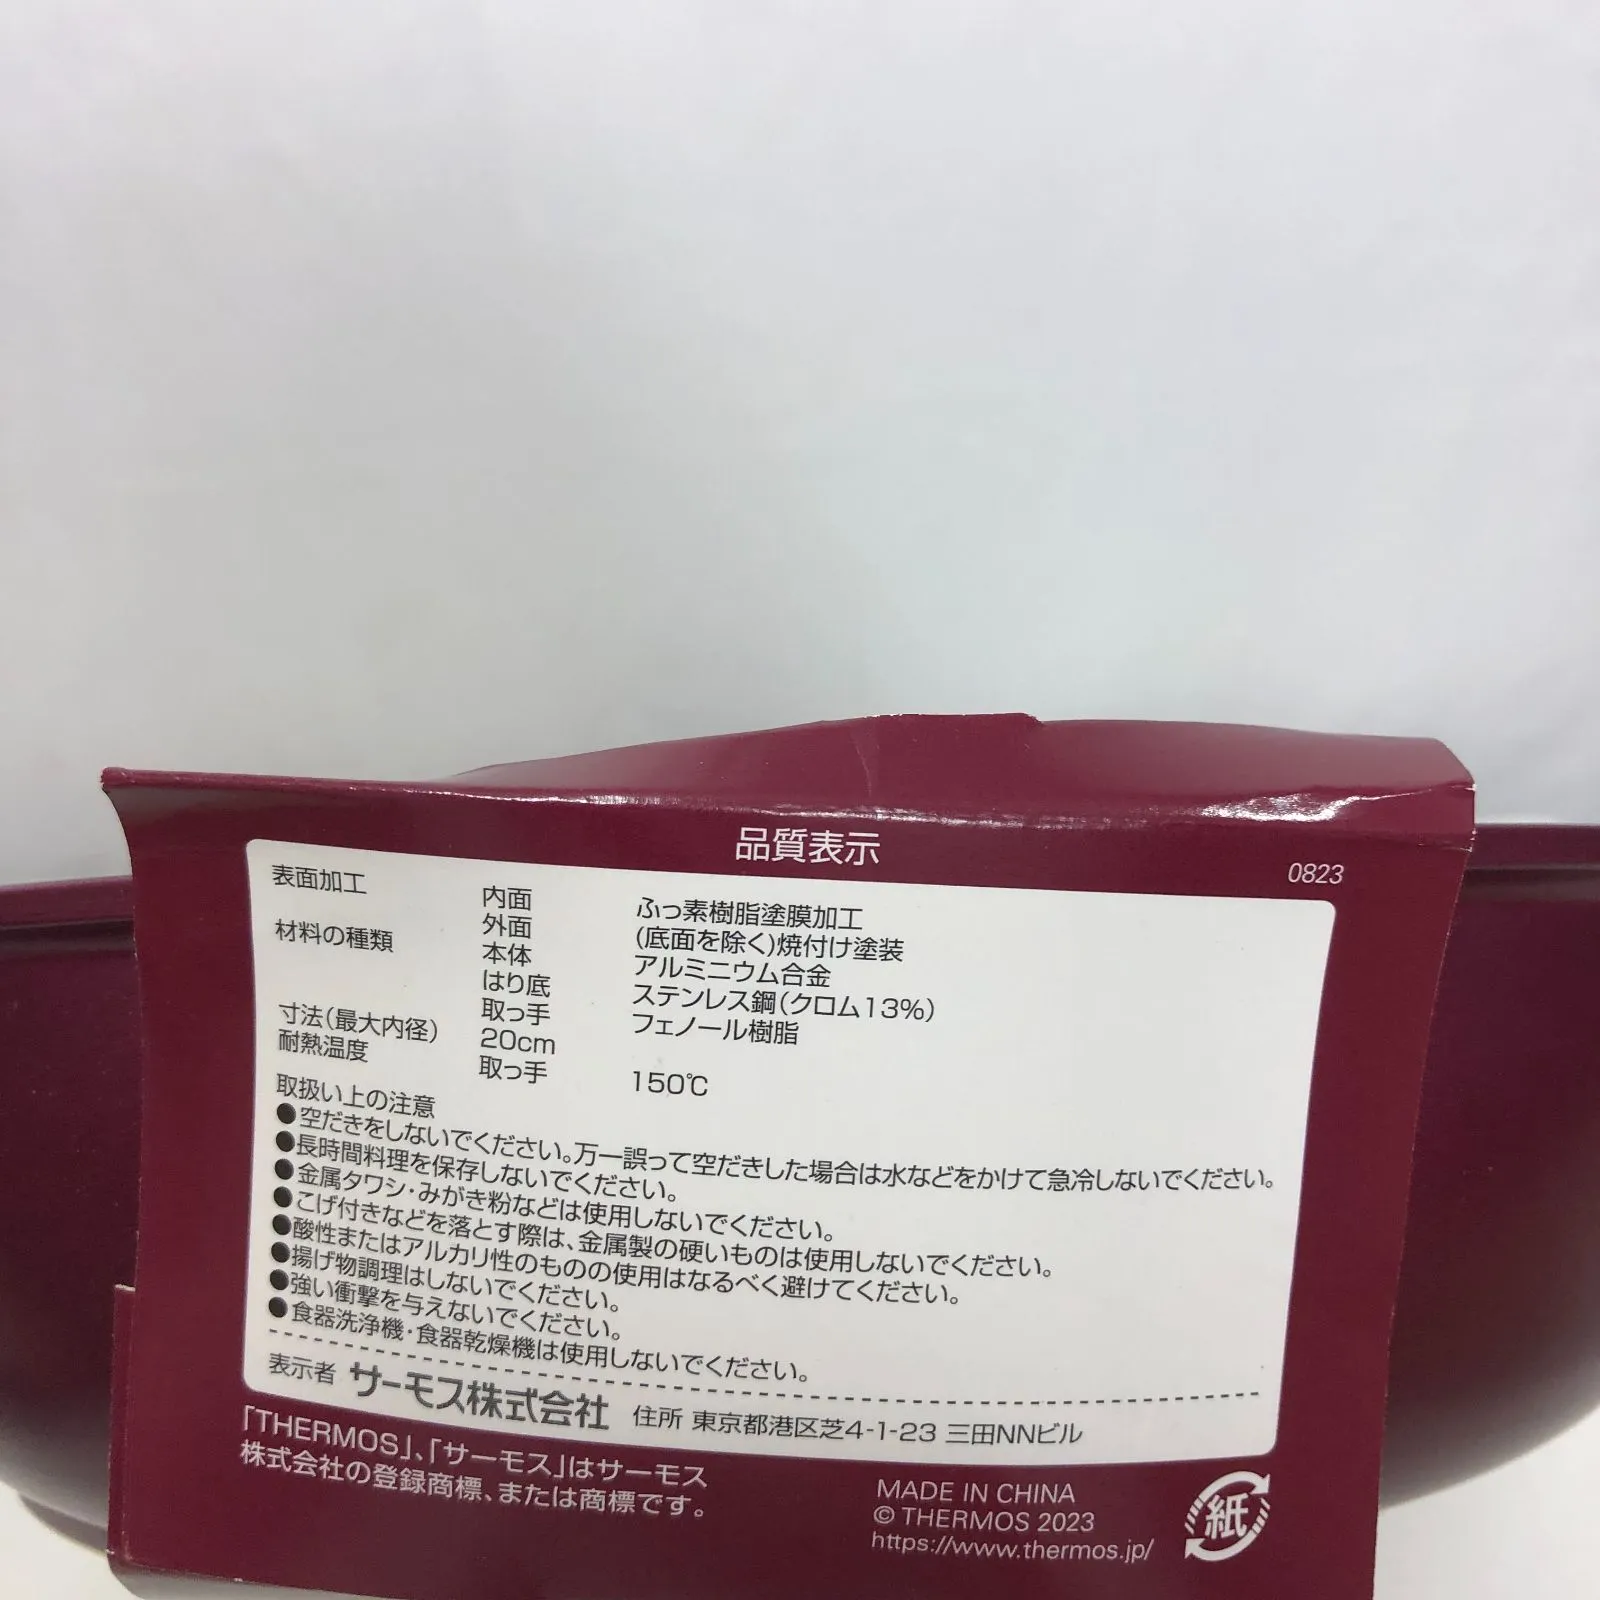 品質表示
0823
表面加工 内面 ふっ素樹脂塗膜加工
外面 (底面を除く)焼付け塗装
材料の種類 本体 アルミニウム合金
はり底 ステンレス鋼(クロム13%)
取っ手 フェノール樹脂
寸法(最大内径) 20cm
耐熱温度 取っ手 150℃
取扱い上の注意
●空だきをしないでください。万一誤って空だきした場合は水などをかけて急冷しないでください。
●長時間料理を保存しないでください。
●金属タワシ・みがき粉などは使用しないでください。
●こげ付きなどを落とす際は、金属製の硬いものは使用しないでください。
●酸性またはアルカリ性のものの使用はなるべく避けてください。
●揚げ物調理はしないでください。
●強い衝撃を与えないでください。
●食器洗浄機・食器乾燥機は使用しないでください。
表示者 サーモス株式会社 住所 東京都港区芝4-1-23 三田NNビル
「THERMOS」、「サーモス」はサーモス
株式会社の登録商標、または商標です。
MADE IN CHINA
© THERMOS 2023
https://www.thermos.jp/
紙